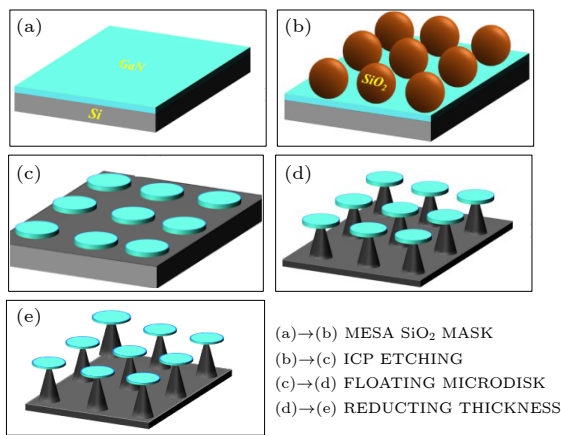 (a)
GaN
Si
(b)
SiO₂
(c)
(d)
(e)
(a)→(b) MESA SiO₂ MASK
(b)→(c) ICP ETCHING
(c)→(d) FLOATING MICRODISK
(d)→(e) REDUCTING THICKNESS